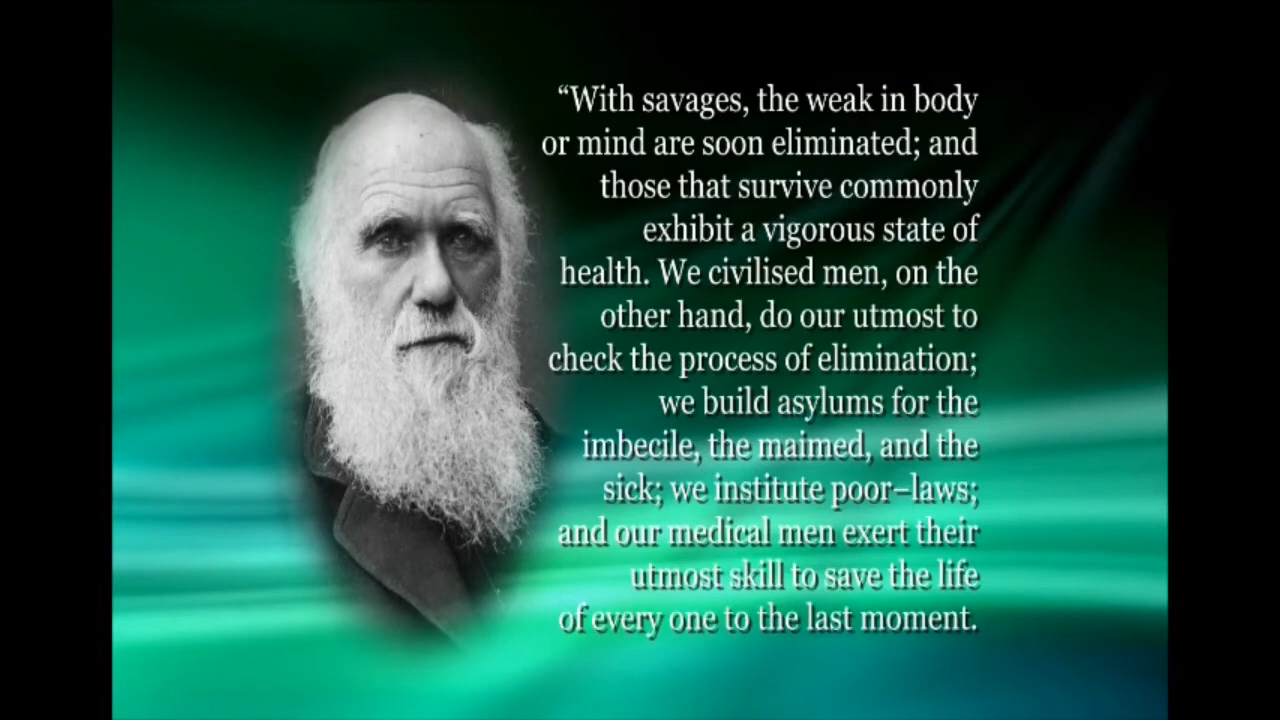 “With savages, the weak in body
or mind are soon eliminated; and
those that survive commonly
exhibit a vigorous state of
health. We civilised men, on the
other hand, do our utmost to
check the process of elimination;
we build asylums for the
imbecile, the maimed, and the
sick; we institute poor–laws;
and our medical men exert their
utmost skill to save the life
of every one to the last moment.